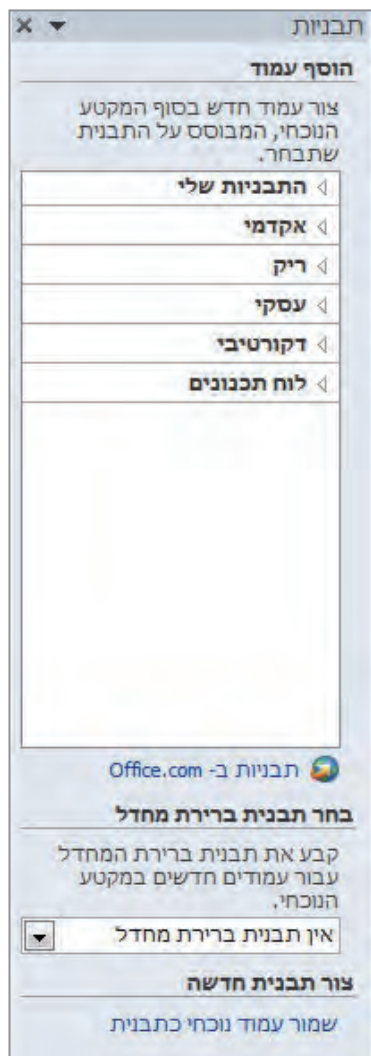 תבניות
הוסף עמוד
צור עמוד חדש בסוף המקטע
הנוכחי, המבוסס על התבנית
שתבחר.
התבניות שלי
אקדמי
ריק
עסקי
דקורטיבי
לוח תכנונים
תבניות ב- Office.com
בחר תבנית ברירת מחדל
קבע את תבנית ברירת המחדל
עבור עמודים חדשים במקטע
הנוכחי.
אין תבנית ברירת מחדל
צור תבנית חדשה
שמור עמוד נוכחי כתבנית